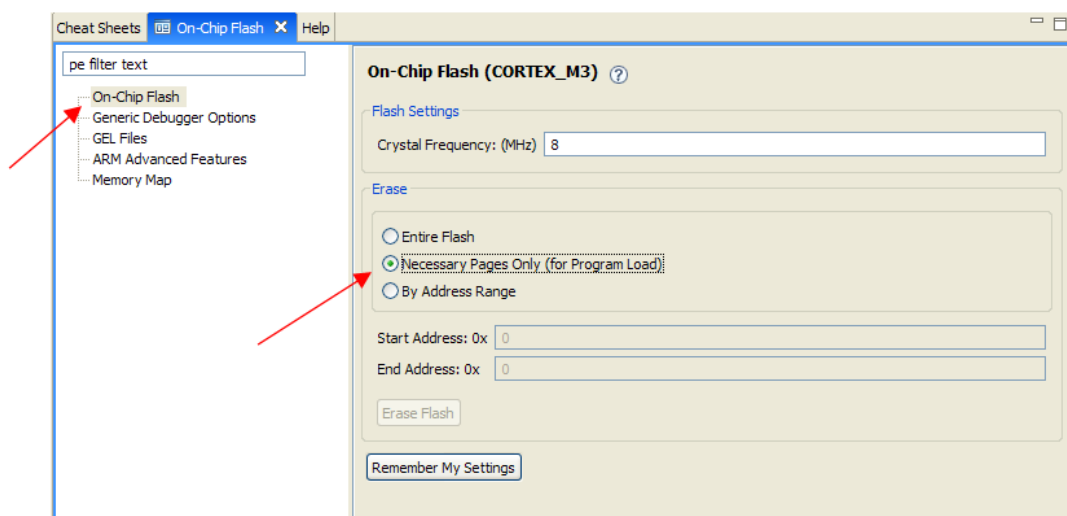 Cheat Sheets On-Chip Flash Help
pe filter text
On-Chip Flash
Generic Debugger Options
GEL Files
ARM Advanced Features
Memory Map
On-Chip Flash (CORTEX_M3) ?
Flash Settings
Crystal Frequency: (MHz) 8
Erase
Entire Flash
Necessary Pages Only (for Program Load)
By Address Range
Start Address: 0x 0
End Address: 0x 0
Erase Flash
Remember My Settings